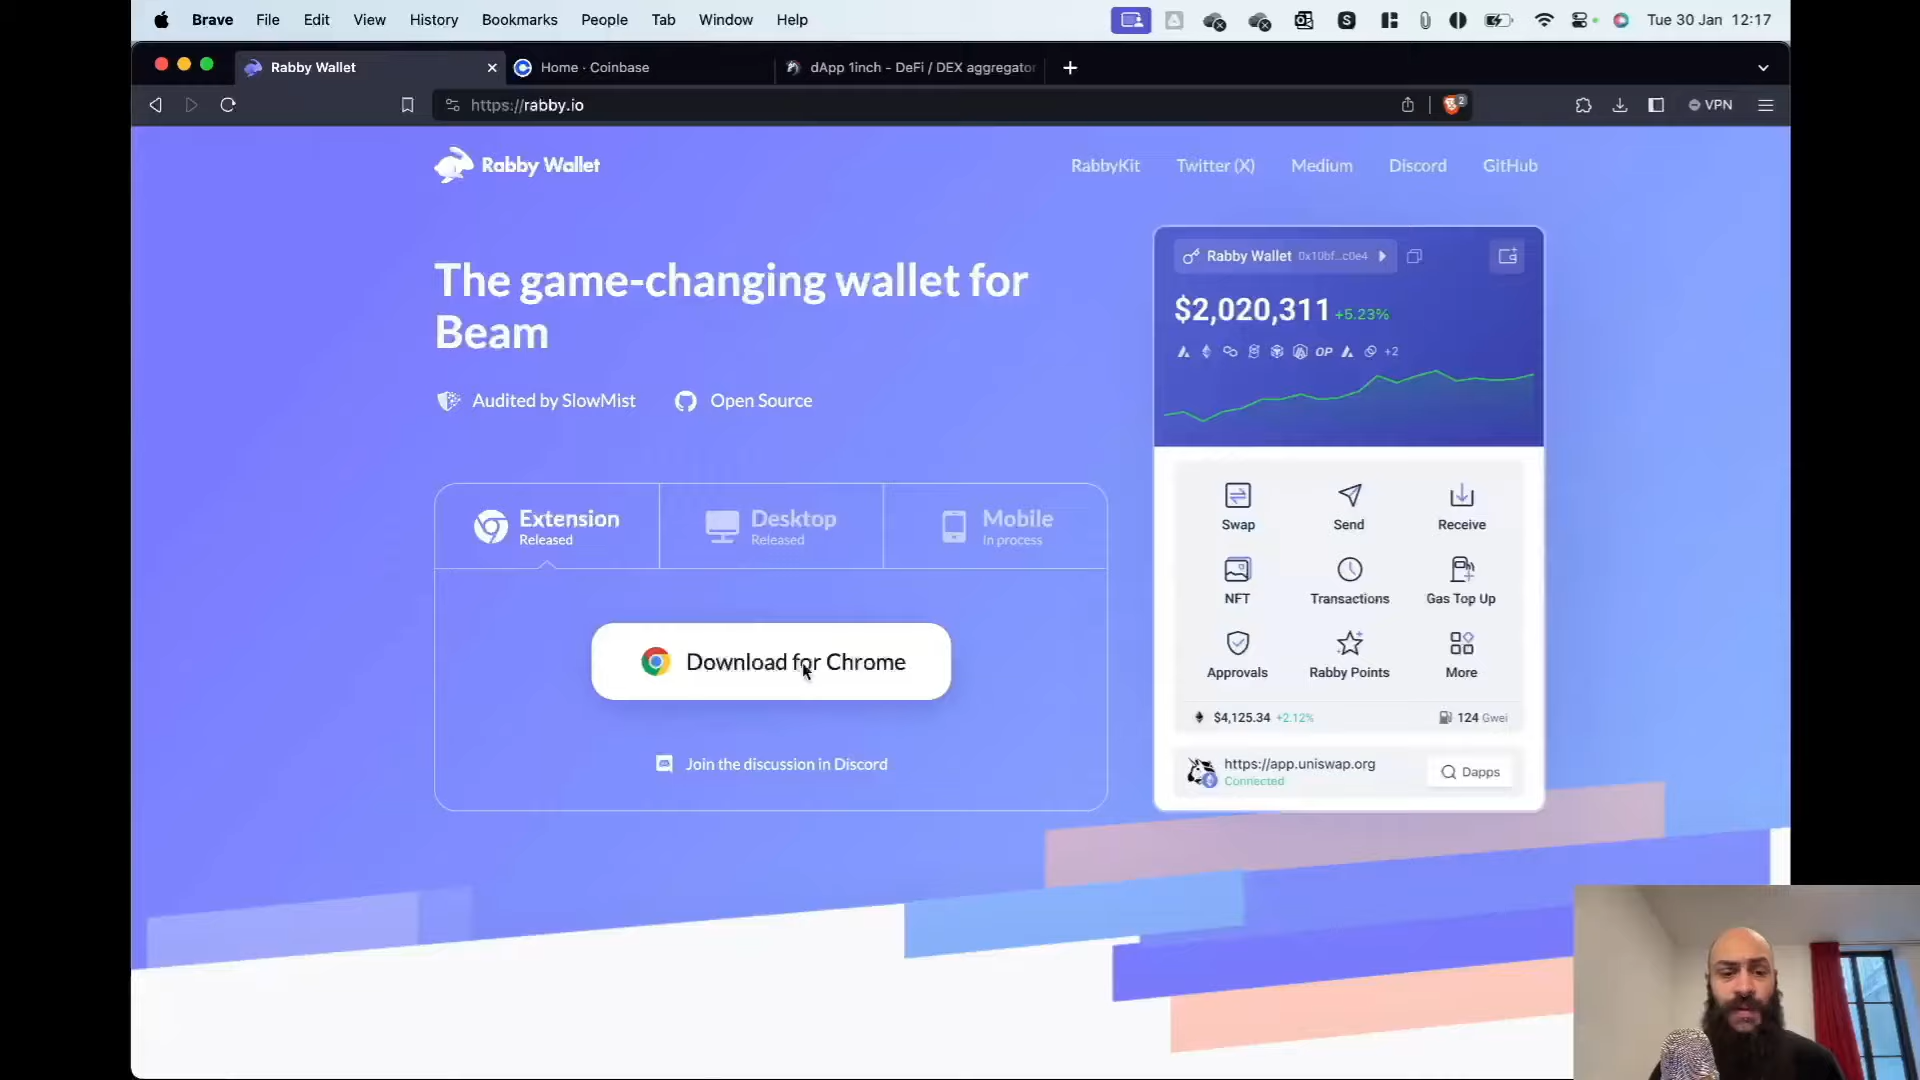 Brave File Edit View History Bookmarks People Tab Window Help Tue 30 Jan 12:17
Rabby Wallet Home · Coinbase dApp 1inch - DeFi / DEX aggregator
https://rabby.io 2 VPN
Rabby Wallet RabbyKit Twitter (X) Medium Discord GitHub
The game-changing wallet for
Beam
Audited by SlowMist Open Source
Extension
Released
Desktop
Released
Mobile
In process
Download for Chrome
Join the discussion in Discord
Rabby Wallet 0x10bf...c0e4
$2,020,311 +5.23%
OP +2
Swap Send Receive
NFT Transactions Gas Top Up
Approvals Rabby Points More
$4,125.34 +2.12% 124 Gwei
https://app.uniswap.org
Connected
Dapps